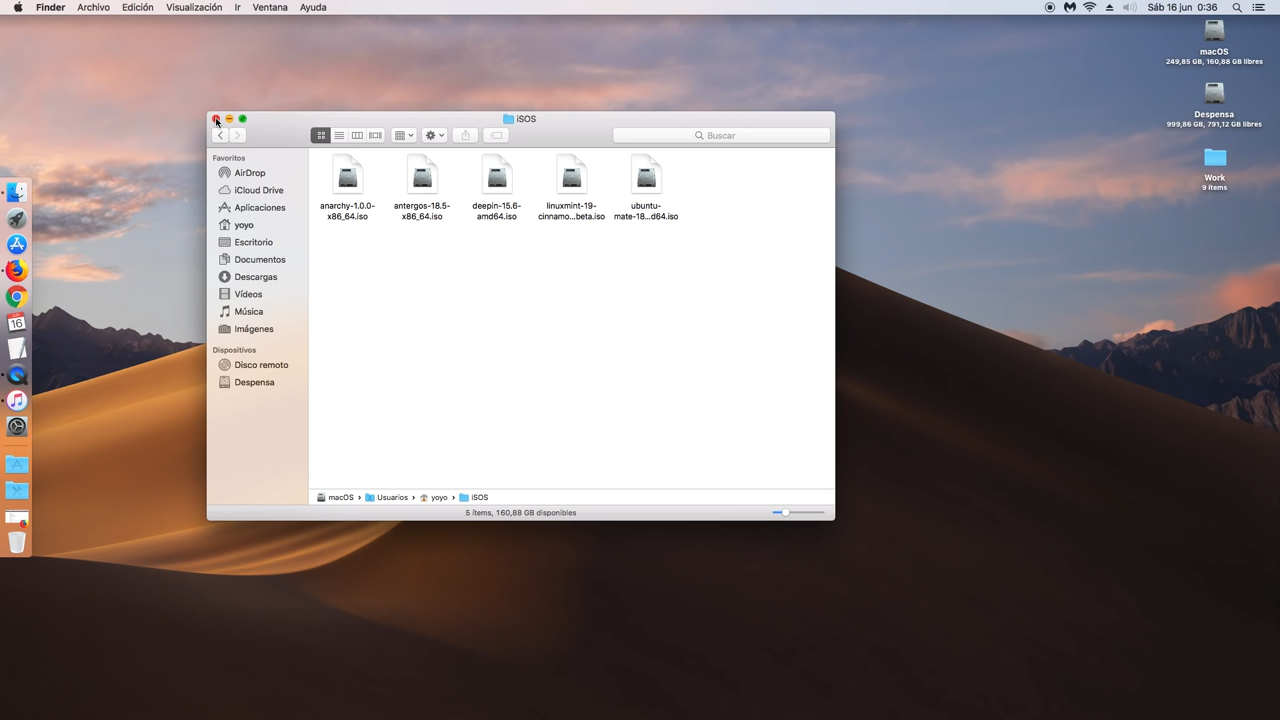 Finder Archivo Edición Visualización Ir Ventana Ayuda Sáb 16 jun 0:36
macOS
249,85 GB, 160,88 GB libres
Despensa
999,86 GB, 791,12 GB libres
Work
9 ítems
iSOS
Buscar
Favoritos
AirDrop
iCloud Drive
Aplicaciones
yoyo
Escritorio
Documentos
Descargas
Vídeos
Música
Imágenes
Dispositivos
Disco remoto
Despensa
anarchy-1.0.0-
x86_64.iso
antergos-18.5-
x86_64.iso
deepin-15.6-
amd64.iso
linuxmint-19-
cinnamo...beta.iso
ubuntu-
mate-18...d64.iso
macOS › Usuarios › yoyo › iSOS
5 ítems, 160,88 GB disponibles
16